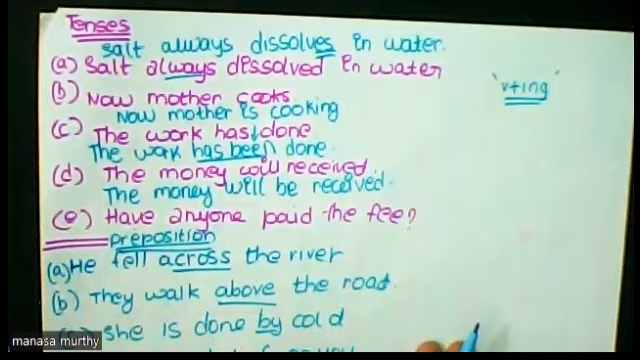 Tenses
Salt always dissolves in water.
(a) Salt always dissolved in water
(b) Now mother cooks
Now mother is cooking
(c) The work has done
The work has been done.
(d) The money will received.
The money will be received.
(e) Have anyone paid the fee?
preposition
(a) He fell across the river
(b) They walk above the road.
She is done by cold
v+ing
manasa murthy